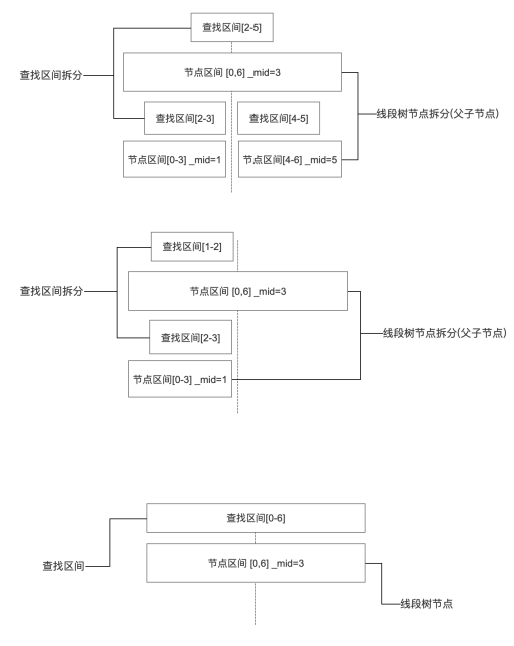 查找区间[2-5]
节点区间 [0,6] _mid=3
查找区间拆分
查找区间[2-3]
查找区间[4-5]
线段树节点拆分(父子节点)
节点区间[0-3] _mid=1
节点区间[4-6] _mid=5
查找区间[1-2]
节点区间 [0,6] _mid=3
查找区间拆分
查找区间[2-3]
线段树节点拆分(父子节点)
节点区间[0-3] _mid=1
查找区间[0-6]
节点区间 [0,6] _mid=3
查找区间
线段树节点